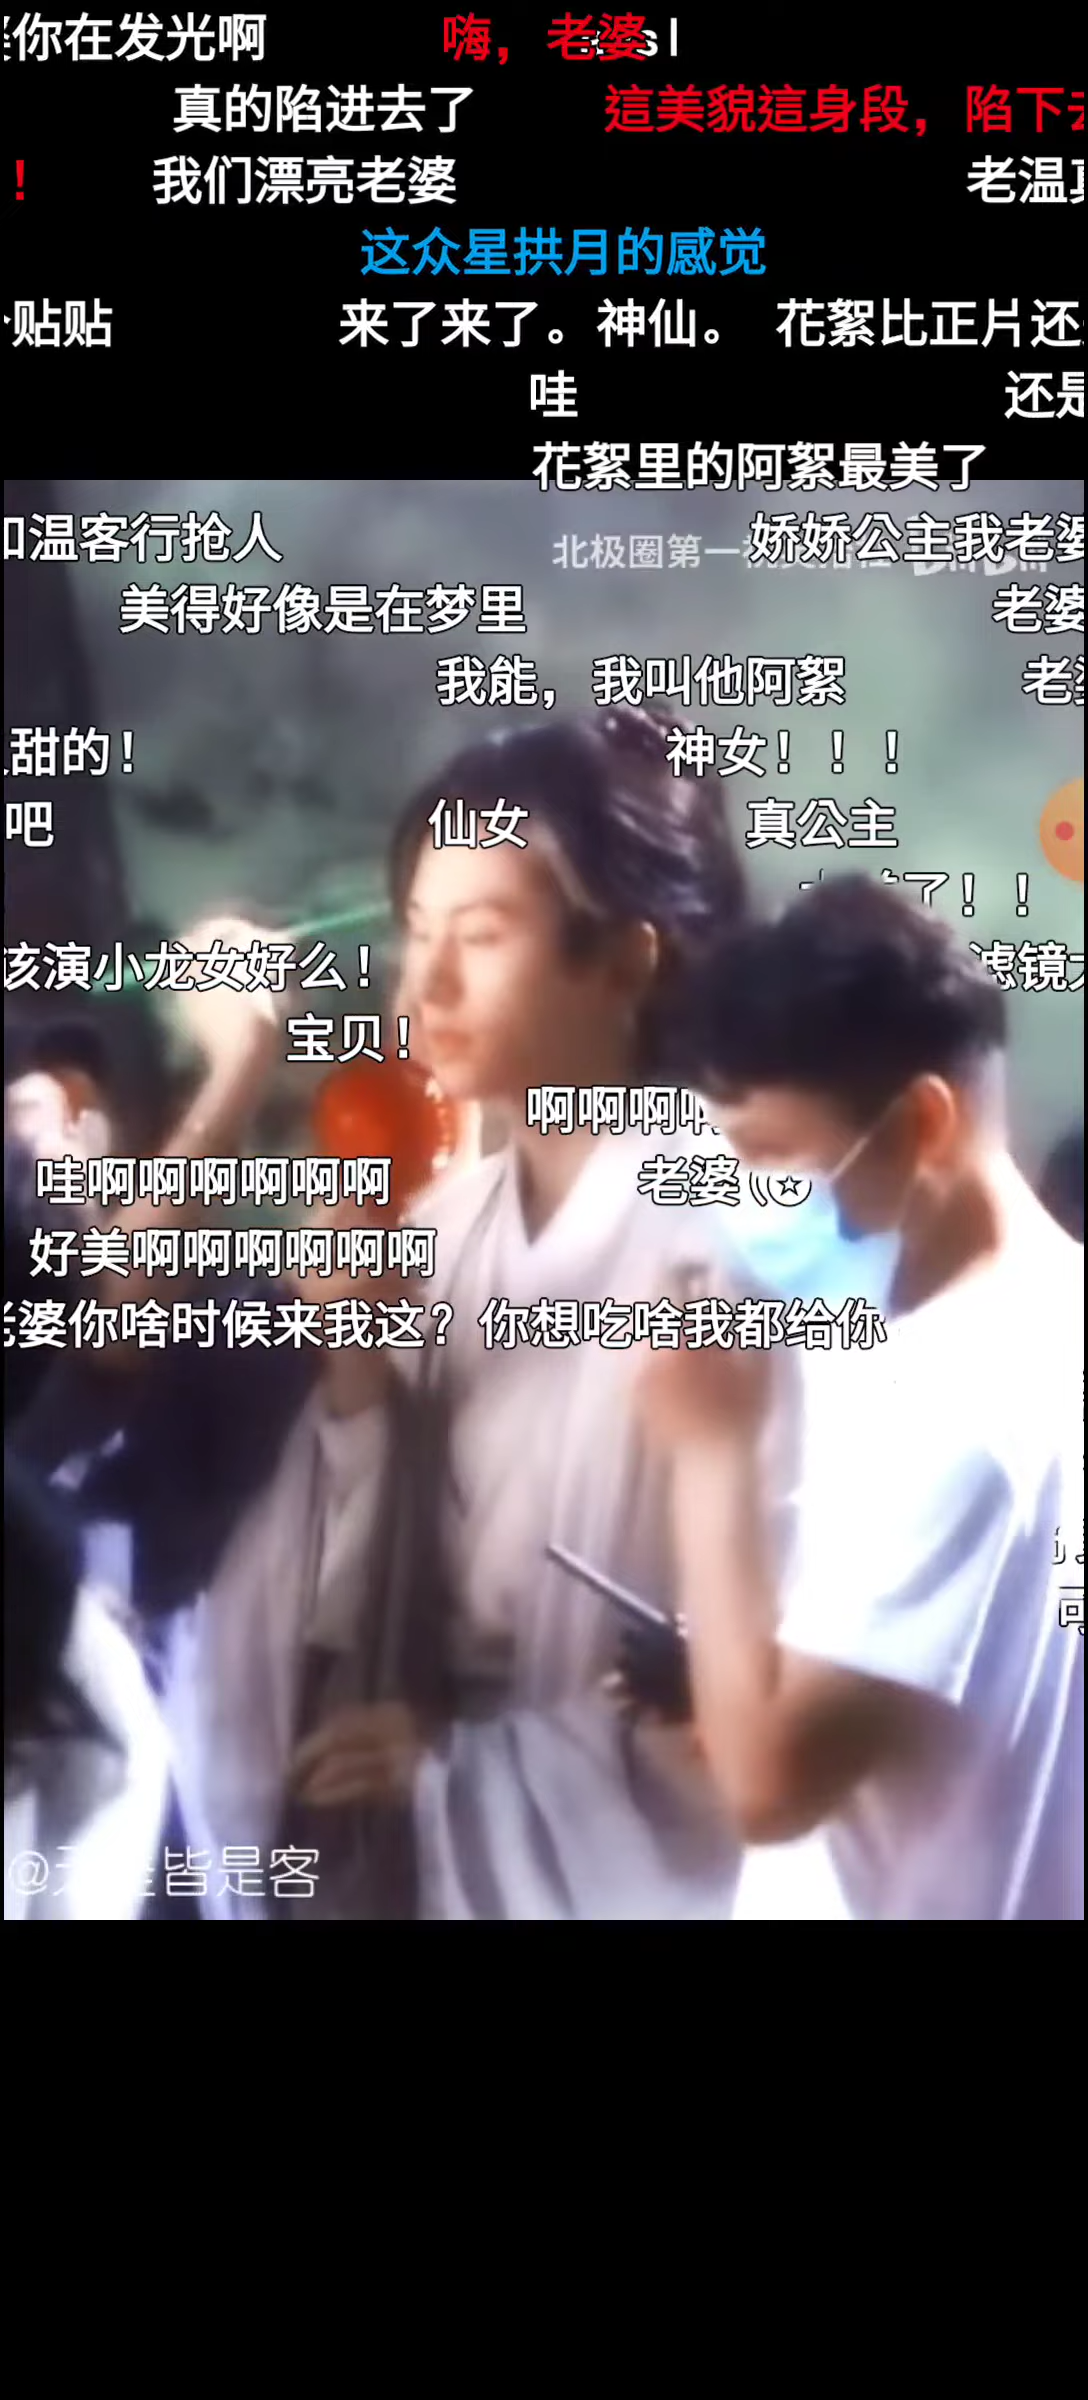 你在发光啊
嗨，老婆
真的陷进去了
這美貌這身段，陷下
！
我们漂亮老婆
老温
这众星拱月的感觉
贴贴
来了来了。神仙。
花絮比正片还
哇
还是
花絮里的阿絮最美了
和温客行抢人
北极圈第一
娇娇公主我老婆
美得好像是在梦里
老婆
我能，我叫他阿絮
老
甜的！
神女！！！
吧
仙女
真公主
了！！
该演小龙女好么！
滤镜
宝贝！
啊啊啊
哇啊啊啊啊啊啊
老婆(✪
好美啊啊啊啊啊啊
老婆你啥时候来我这？你想吃啥我都给你
可
@天涯皆是客